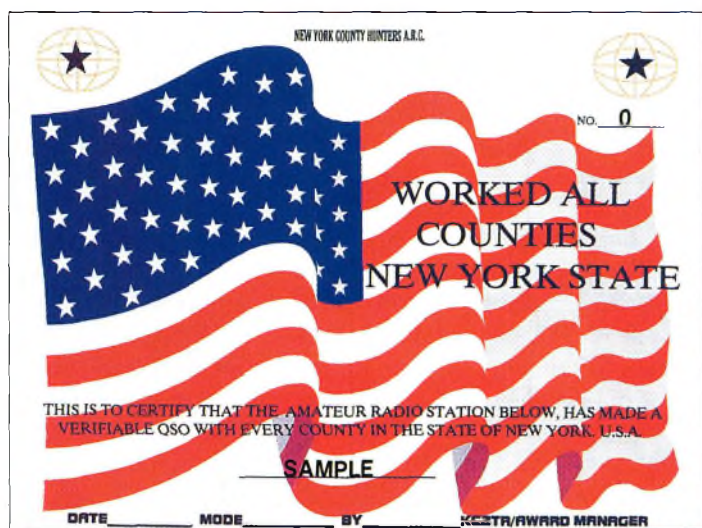 NEW YORK COUNTY HUNTERS A.R.C.
NO. 0
WORKED ALL
COUNTIES
NEW YORK STATE
THIS IS TO CERTIFY THAT THE AMATEUR RADIO STATION BELOW, HAS MADE A
VERIFIABLE QSO WITH EVERY COUNTY IN THE STATE OF NEW YORK. U.S.A.
SAMPLE
DATE MODE BY KC2TR/AWARD MANAGER